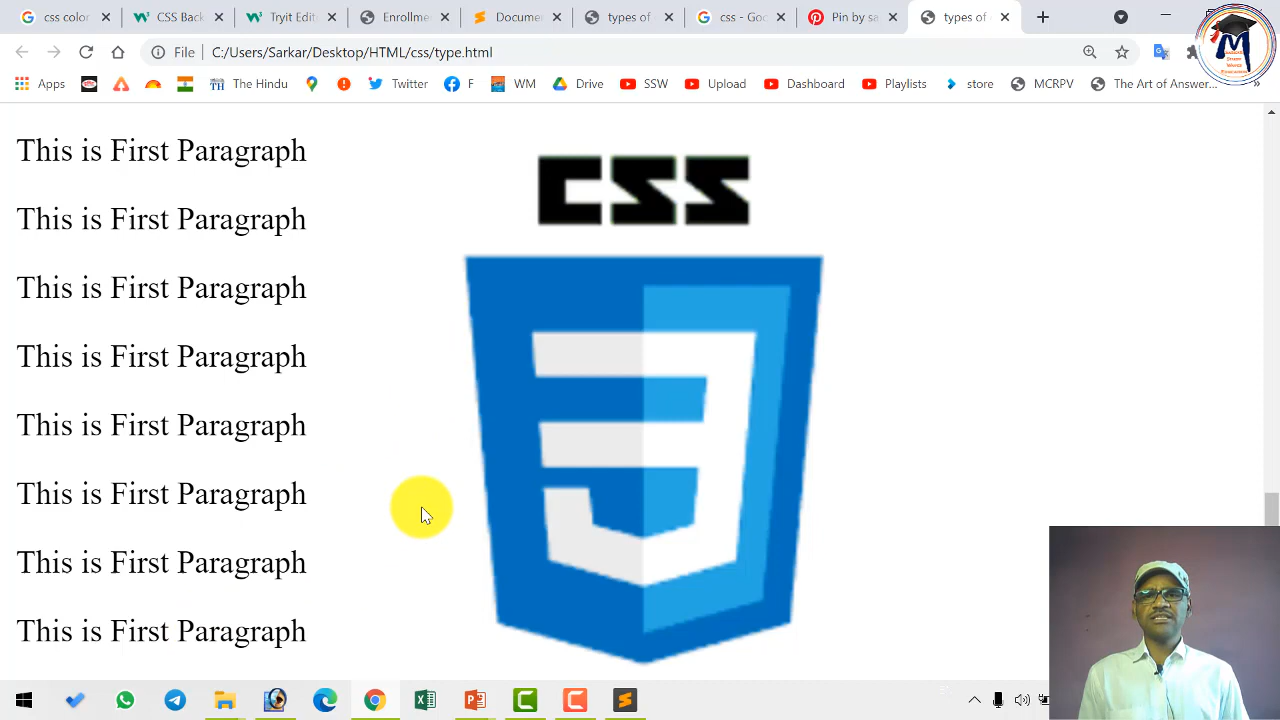 css color
CSS Back
Tryit Edit
Enrollme
Docume
types of
css - Goo
Pin by sa
types of
File
C:/Users/Sarkar/Desktop/HTML/css/type.html
Apps
TH The Hindu
Twitter
F
WM
Drive
SSW
Upload
Dashboard
Playlists
store
MCRPV
The Art of Answer...
This is First Paragraph
This is First Paragraph
This is First Paragraph
This is First Paragraph
This is First Paragraph
This is First Paragraph
This is First Paragraph
This is First Paragraph
CSS
3